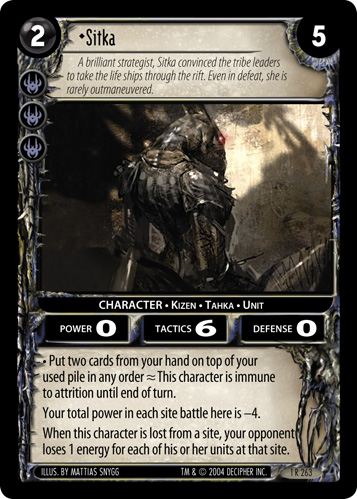 2 •Sitka 5
A brilliant strategist, Sitka convinced the tribe leaders
to take the life ships through the rift. Even in defeat, she is
rarely outmaneuvered.
CHARACTER • KIZEN • TAHKA • UNIT
POWER 0 TACTICS 6 DEFENSE 0
• Put two cards from your hand on top of your
used pile in any order ≈ This character is immune
to attrition until end of turn.
Your total power in each site battle here is –4.
When this character is lost from a site, your opponent
loses 1 energy for each of his or her units at that site.
ILLUS. BY MATTIAS SNYGG TM & © 2004 DECIPHER INC. 1 R 263